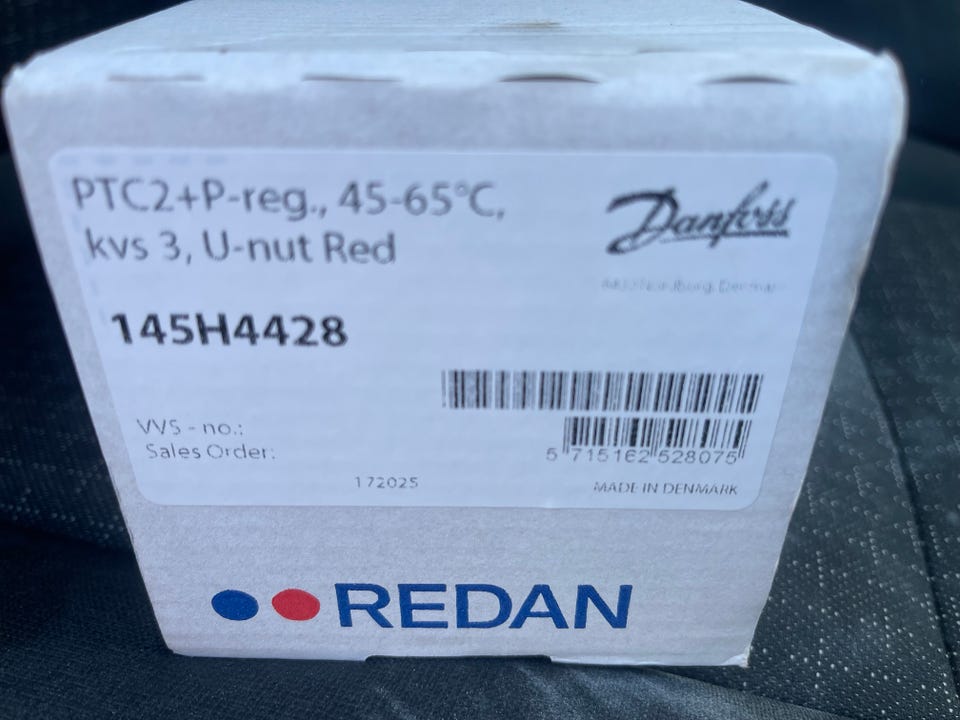 PTC2+P-reg., 45-65°C,
kvs 3, U-nut Red
Danfoss
145H4428
VVS - no.:
Sales Order:
5 715162 528075
172025
MADE IN DENMARK
REDAN